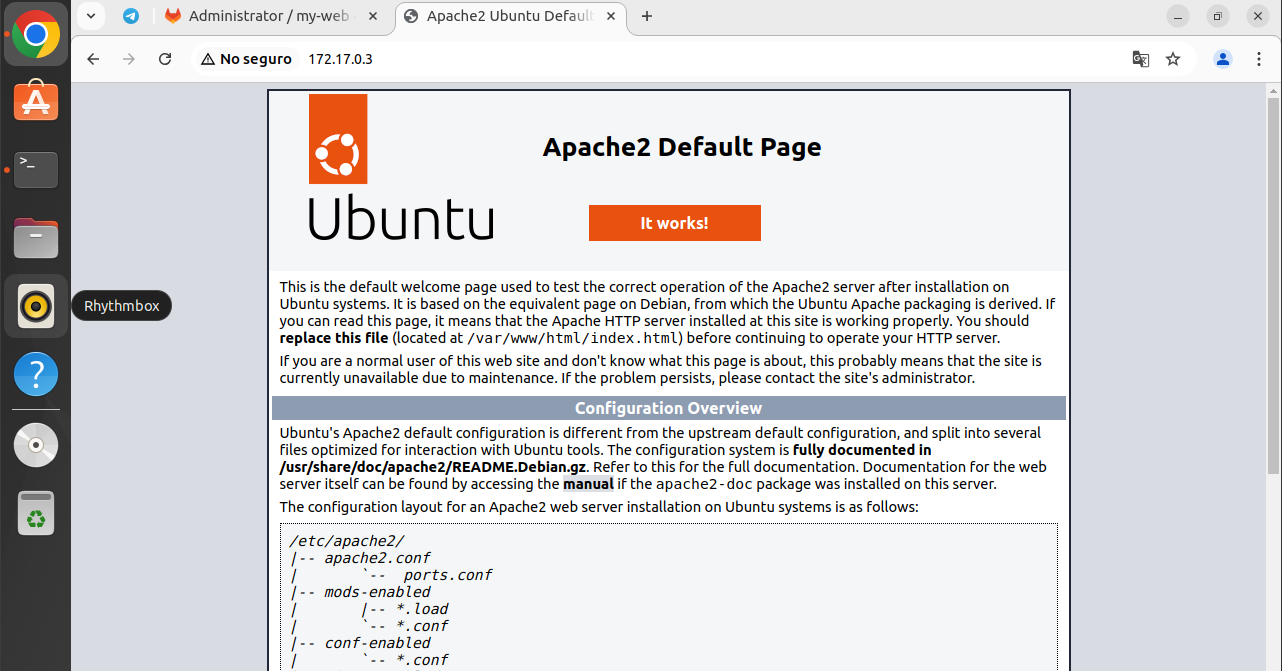 Administrator / my-web
Apache2 Ubuntu Default
No seguro
172.17.0.3
>_
Rhythmbox
?
Ubuntu
Apache2 Default Page
It works!
This is the default welcome page used to test the correct operation of the Apache2 server after installation on
Ubuntu systems. It is based on the equivalent page on Debian, from which the Ubuntu Apache packaging is derived. If
you can read this page, it means that the Apache HTTP server installed at this site is working properly. You should
replace this file (located at /var/www/html/index.html) before continuing to operate your HTTP server.
If you are a normal user of this web site and don't know what this page is about, this probably means that the site is
currently unavailable due to maintenance. If the problem persists, please contact the site's administrator.
Configuration Overview
Ubuntu's Apache2 default configuration is different from the upstream default configuration, and split into several
files optimized for interaction with Ubuntu tools. The configuration system is fully documented in
/usr/share/doc/apache2/README.Debian.gz. Refer to this for the full documentation. Documentation for the web
server itself can be found by accessing the manual if the apache2-doc package was installed on this server.
The configuration layout for an Apache2 web server installation on Ubuntu systems is as follows:
/etc/apache2/
|-- apache2.conf
|       `--  ports.conf
|-- mods-enabled
|       |-- *.load
|       `-- *.conf
|-- conf-enabled
|       `-- *.conf